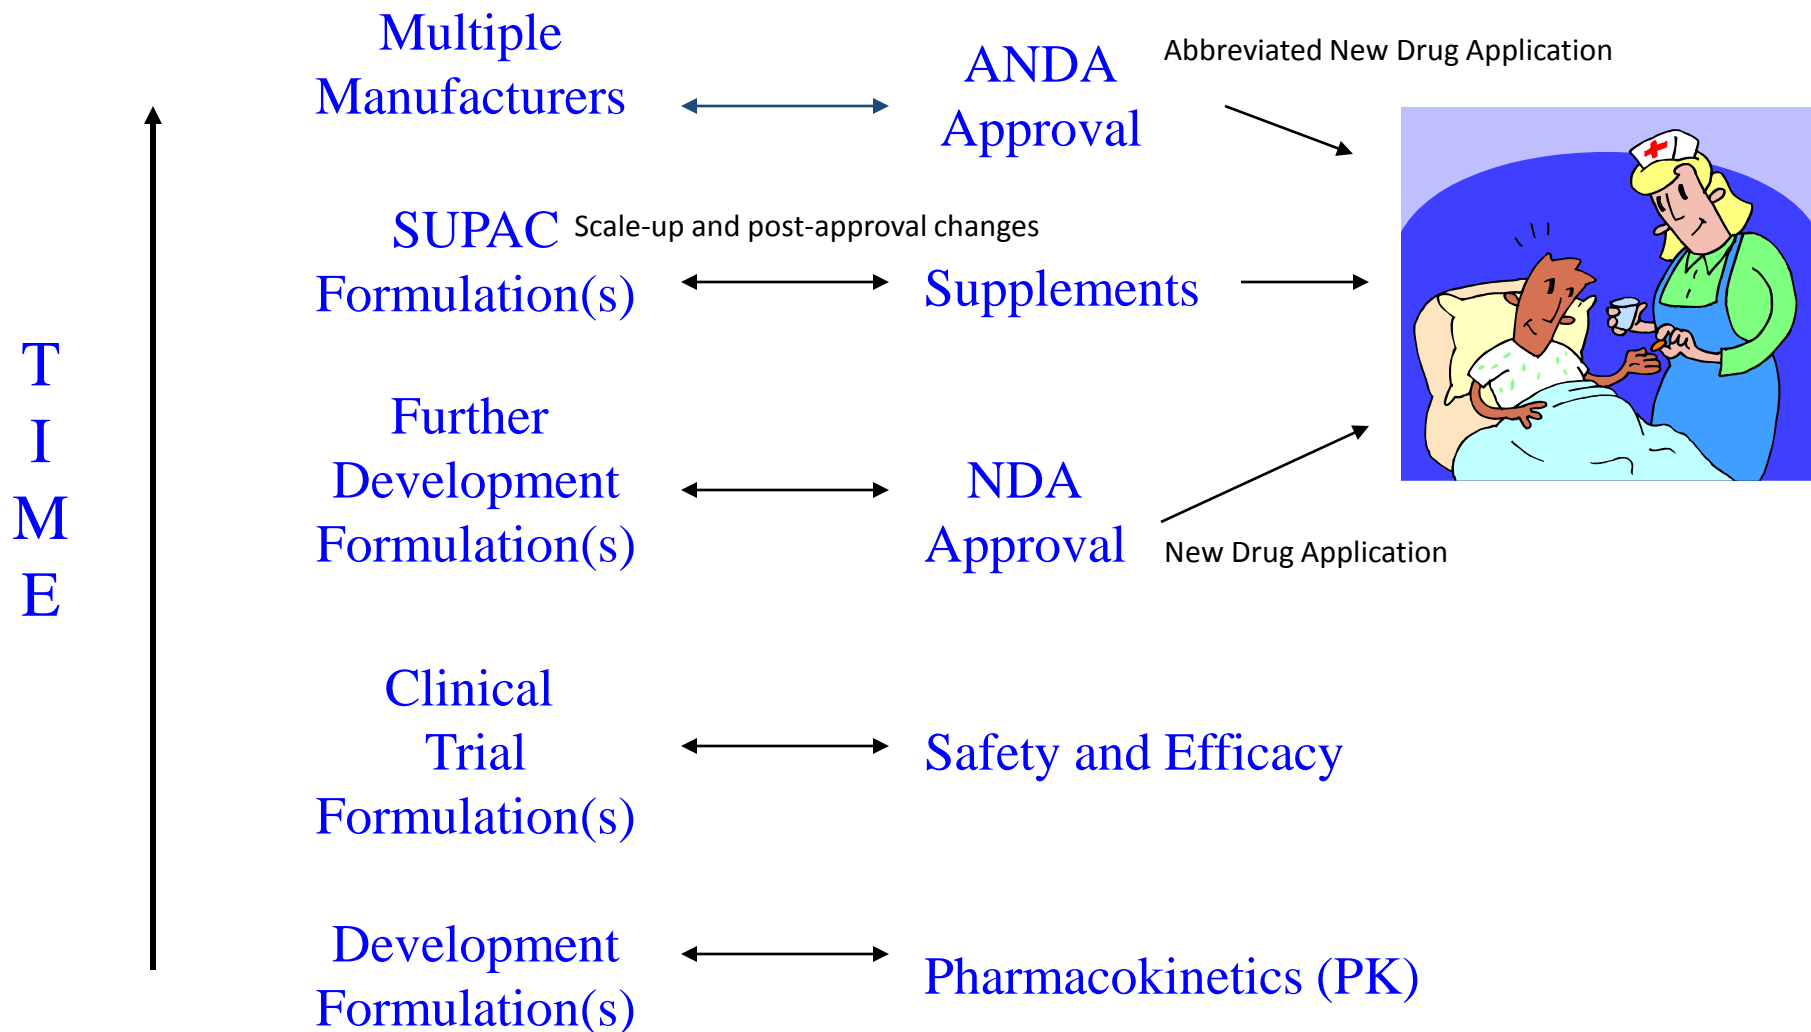 Multiple
Manufacturers
ANDA
Approval
Abbreviated New Drug Application
SUPAC
Scale-up and post-approval changes
Formulation(s)
Supplements
T
I
M
E
Further
Development
Formulation(s)
NDA
Approval
New Drug Application
Clinical
Trial
Formulation(s)
Safety and Efficacy
Development
Formulation(s)
Pharmacokinetics (PK)